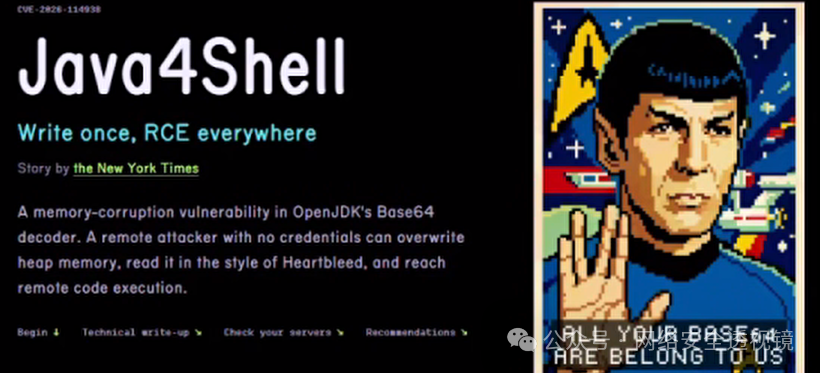 CVE-2026-114938
Java4Shell
Write once, RCE everywhere
Story by the New York Times
A memory-corruption vulnerability in OpenJDK's Base64
decoder. A remote attacker with no credentials can overwrite
heap memory, read it in the style of Heartbleed, and reach
remote code execution.
Begin ↓ Technical write-up ↘ Check your servers ↘ Recommendations ↘
ALL YOUR BASE64
ARE BELONG TO US
公众号 · 网络安全透视镜